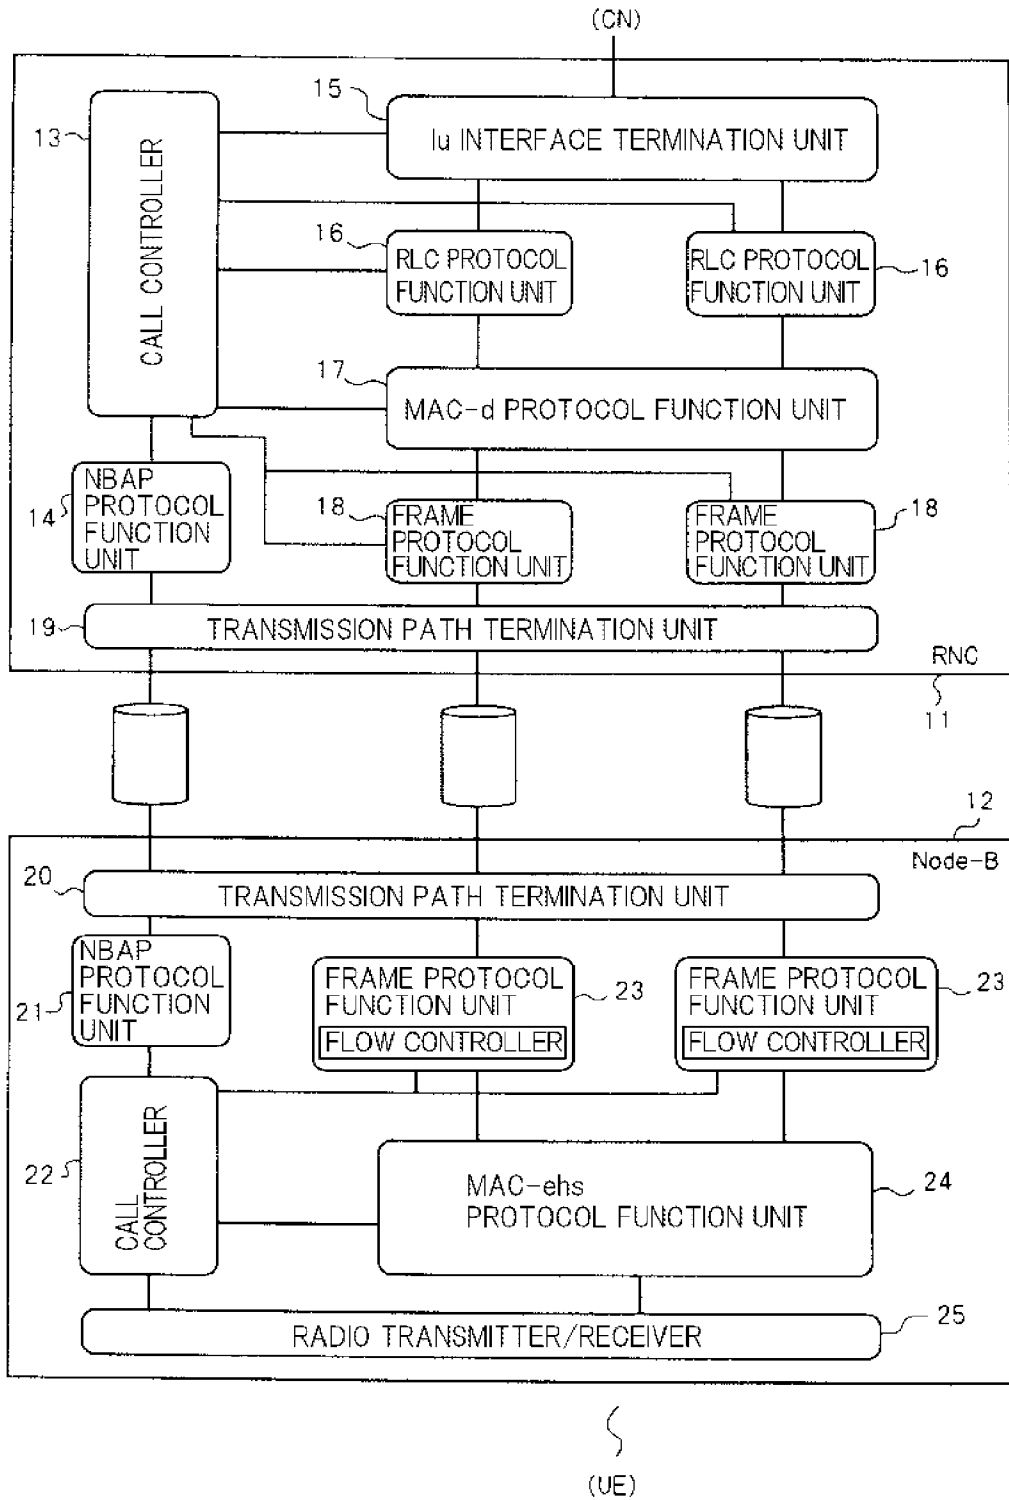 (CN)
15
13
Iu INTERFACE TERMINATION UNIT
CALL CONTROLLER
16
RLC PROTOCOL
FUNCTION UNIT
RLC PROTOCOL
FUNCTION UNIT
16
17
MAC-d PROTOCOL FUNCTION UNIT
14
NBAP
PROTOCOL
FUNCTION
UNIT
18
FRAME
PROTOCOL
FUNCTION UNIT
FRAME
PROTOCOL
FUNCTION UNIT
18
19
TRANSMISSION PATH TERMINATION UNIT
RNC
11
12
Node-B
20
TRANSMISSION PATH TERMINATION UNIT
21
NBAP
PROTOCOL
FUNCTION
UNIT
FRAME PROTOCOL
FUNCTION UNIT
FLOW CONTROLLER
23
FRAME PROTOCOL
FUNCTION UNIT
FLOW CONTROLLER
23
22
CALL
CONTROLLER
MAC-ehs
PROTOCOL FUNCTION UNIT
24
RADIO TRANSMITTER/RECEIVER
25
(UE)